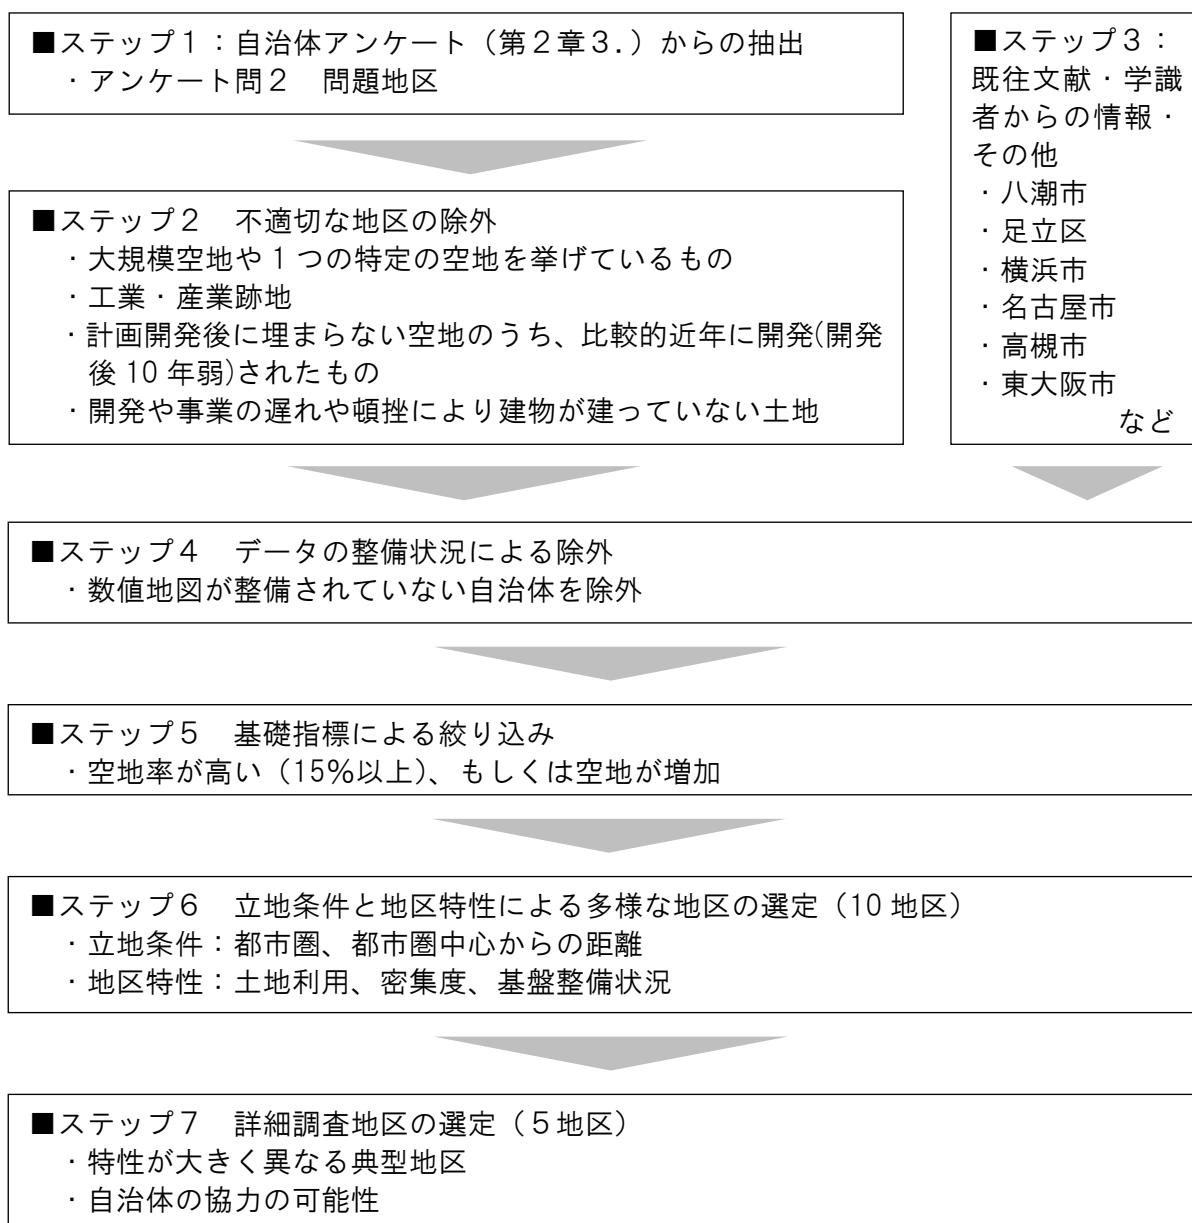 ■ステップ１：自治体アンケート（第２章３.）からの抽出
・アンケート問２　問題地区
■ステップ２　不適切な地区の除外
・大規模空地や 1 つの特定の空地を挙げているもの
・工業・産業跡地
・計画開発後に埋まらない空地のうち、比較的近年に開発(開発
後 10 年弱)されたもの
・開発や事業の遅れや頓挫により建物が建っていない土地
■ステップ３：
既往文献・学識
者からの情報・
その他
・八潮市
・足立区
・横浜市
・名古屋市
・高槻市
・東大阪市
など
■ステップ４　データの整備状況による除外
・数値地図が整備されていない自治体を除外
■ステップ５　基礎指標による絞り込み
・空地率が高い（15%以上）、もしくは空地が増加
■ステップ６　立地条件と地区特性による多様な地区の選定（10 地区）
・立地条件：都市圏、都市圏中心からの距離
・地区特性：土地利用、密集度、基盤整備状況
■ステップ７　詳細調査地区の選定（５地区）
・特性が大きく異なる典型地区
・自治体の協力の可能性